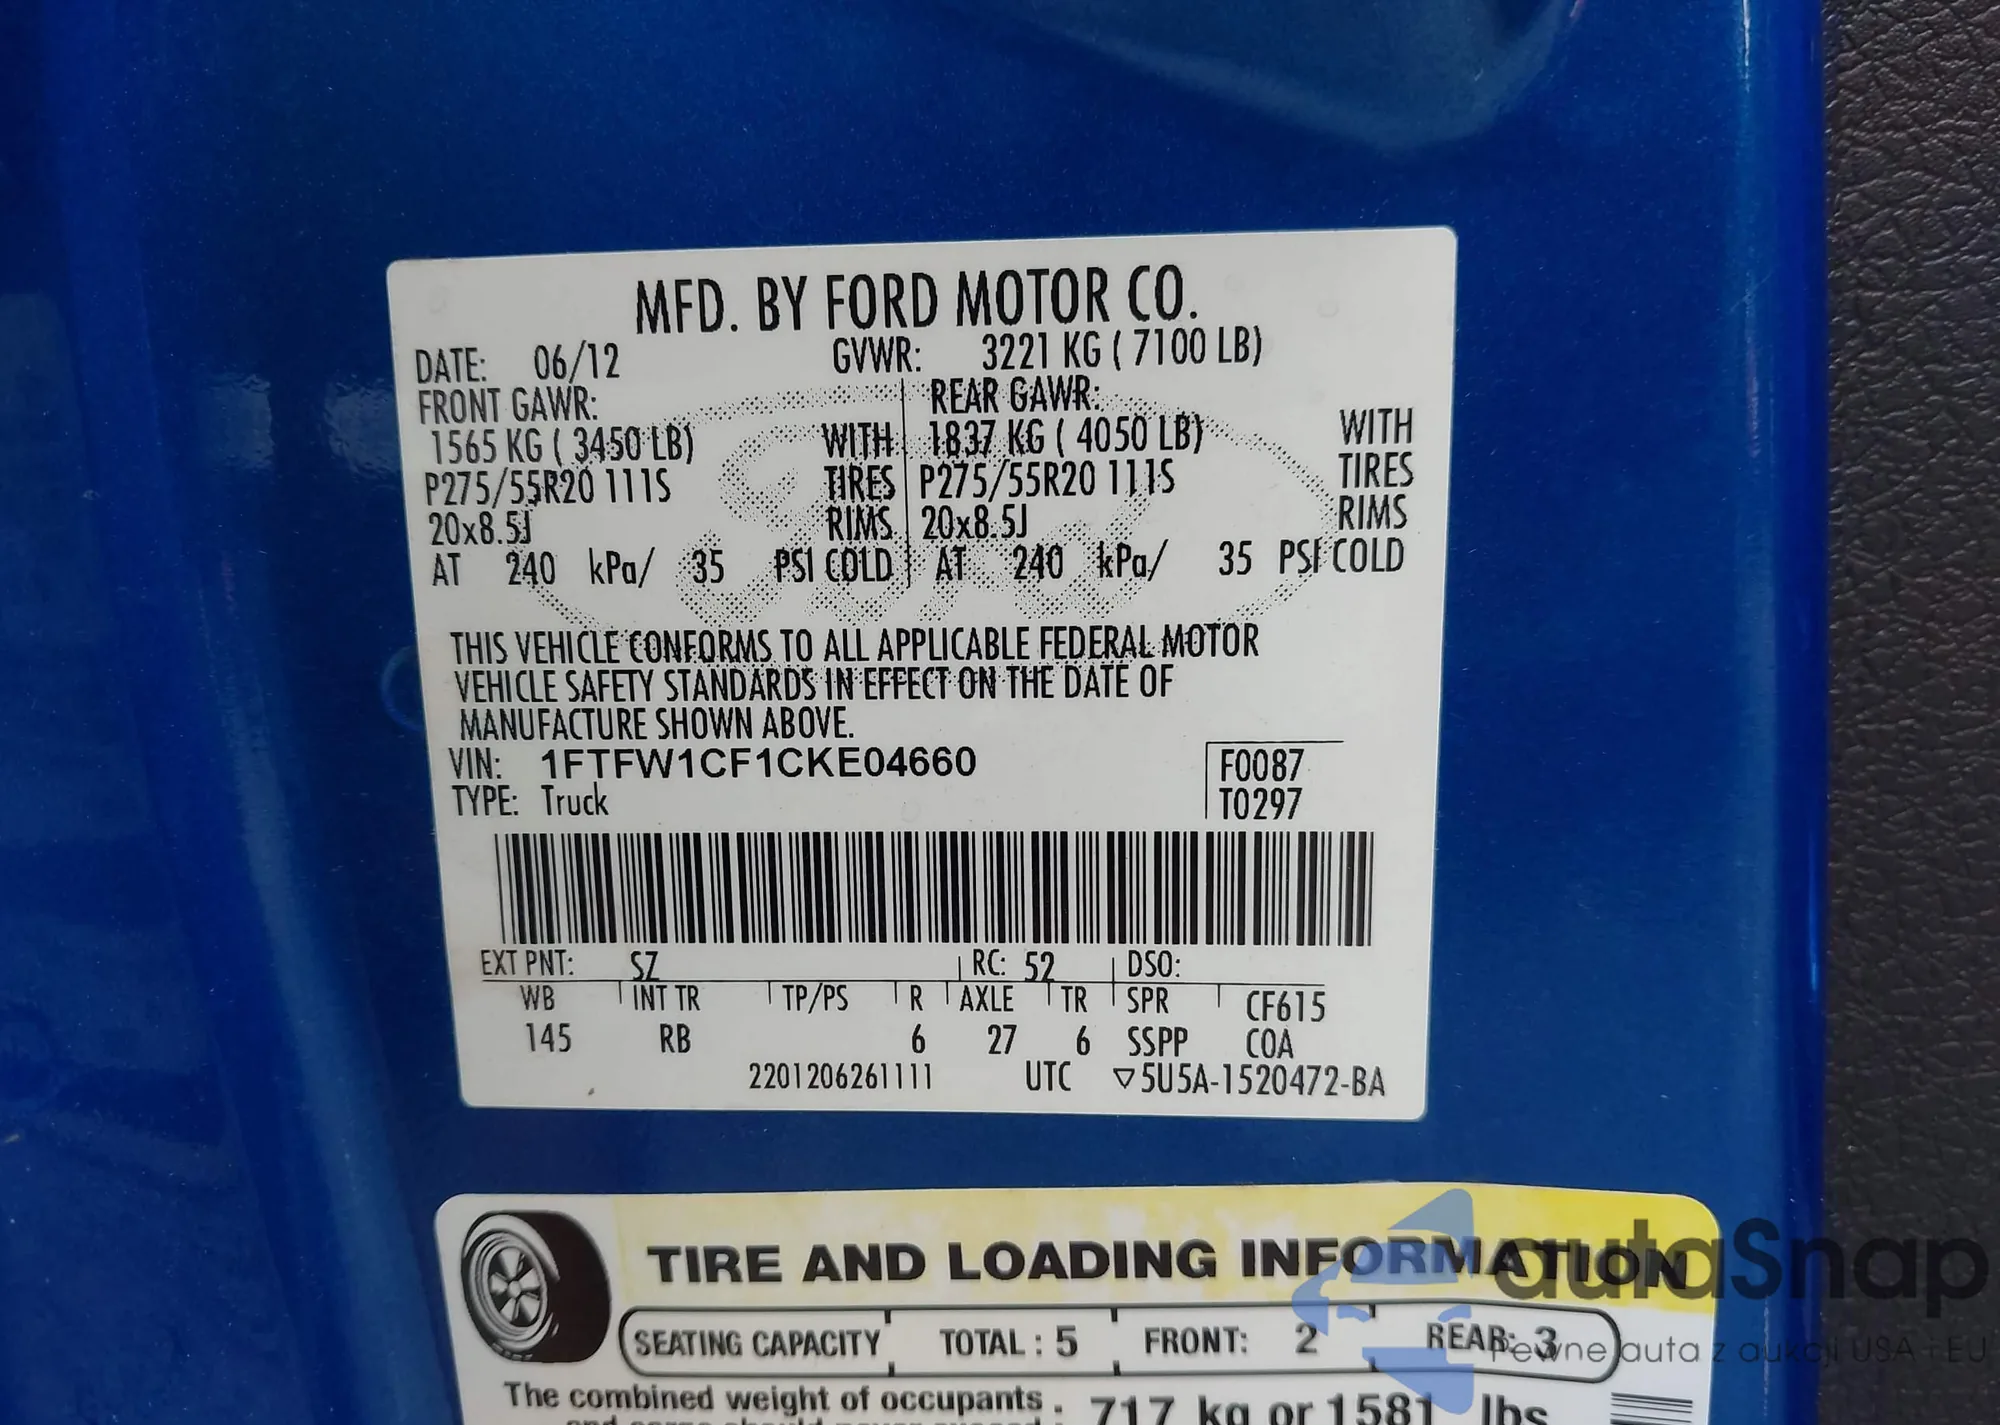 MFD. BY FORD MOTOR CO.
DATE: 06/12 GVWR: 3221 KG ( 7100 LB)
FRONT GAWR: REAR GAWR:
1565 KG ( 3450 LB) WITH 1837 KG ( 4050 LB) WITH
P275/55R20 111S TIRES P275/55R20 111S TIRES
20x8.5J RIMS 20x8.5J RIMS
AT 240 kPa/ 35 PSI COLD AT 240 kPa/ 35 PSI COLD
THIS VEHICLE CONFORMS TO ALL APPLICABLE FEDERAL MOTOR
VEHICLE SAFETY STANDARDS IN EFFECT ON THE DATE OF
MANUFACTURE SHOWN ABOVE.
VIN: 1FTFW1CF1CKE04660 F0087
TYPE: Truck T0297
EXT PNT: SZ RC: 52 DSO:
WB INT TR TP/PS R AXLE TR SPR CF615
145 RB 6 27 6 SSPP COA
2201206261111 UTC ▽5U5A-1520472-BA
TIRE AND LOADING INFORMATION
SEATING CAPACITY TOTAL : 5 FRONT: 2 REAR: 3
The combined weight of occupants 717 kg or 1581 lbs
autaSnap
Pewne auta z aukcji USA i EU